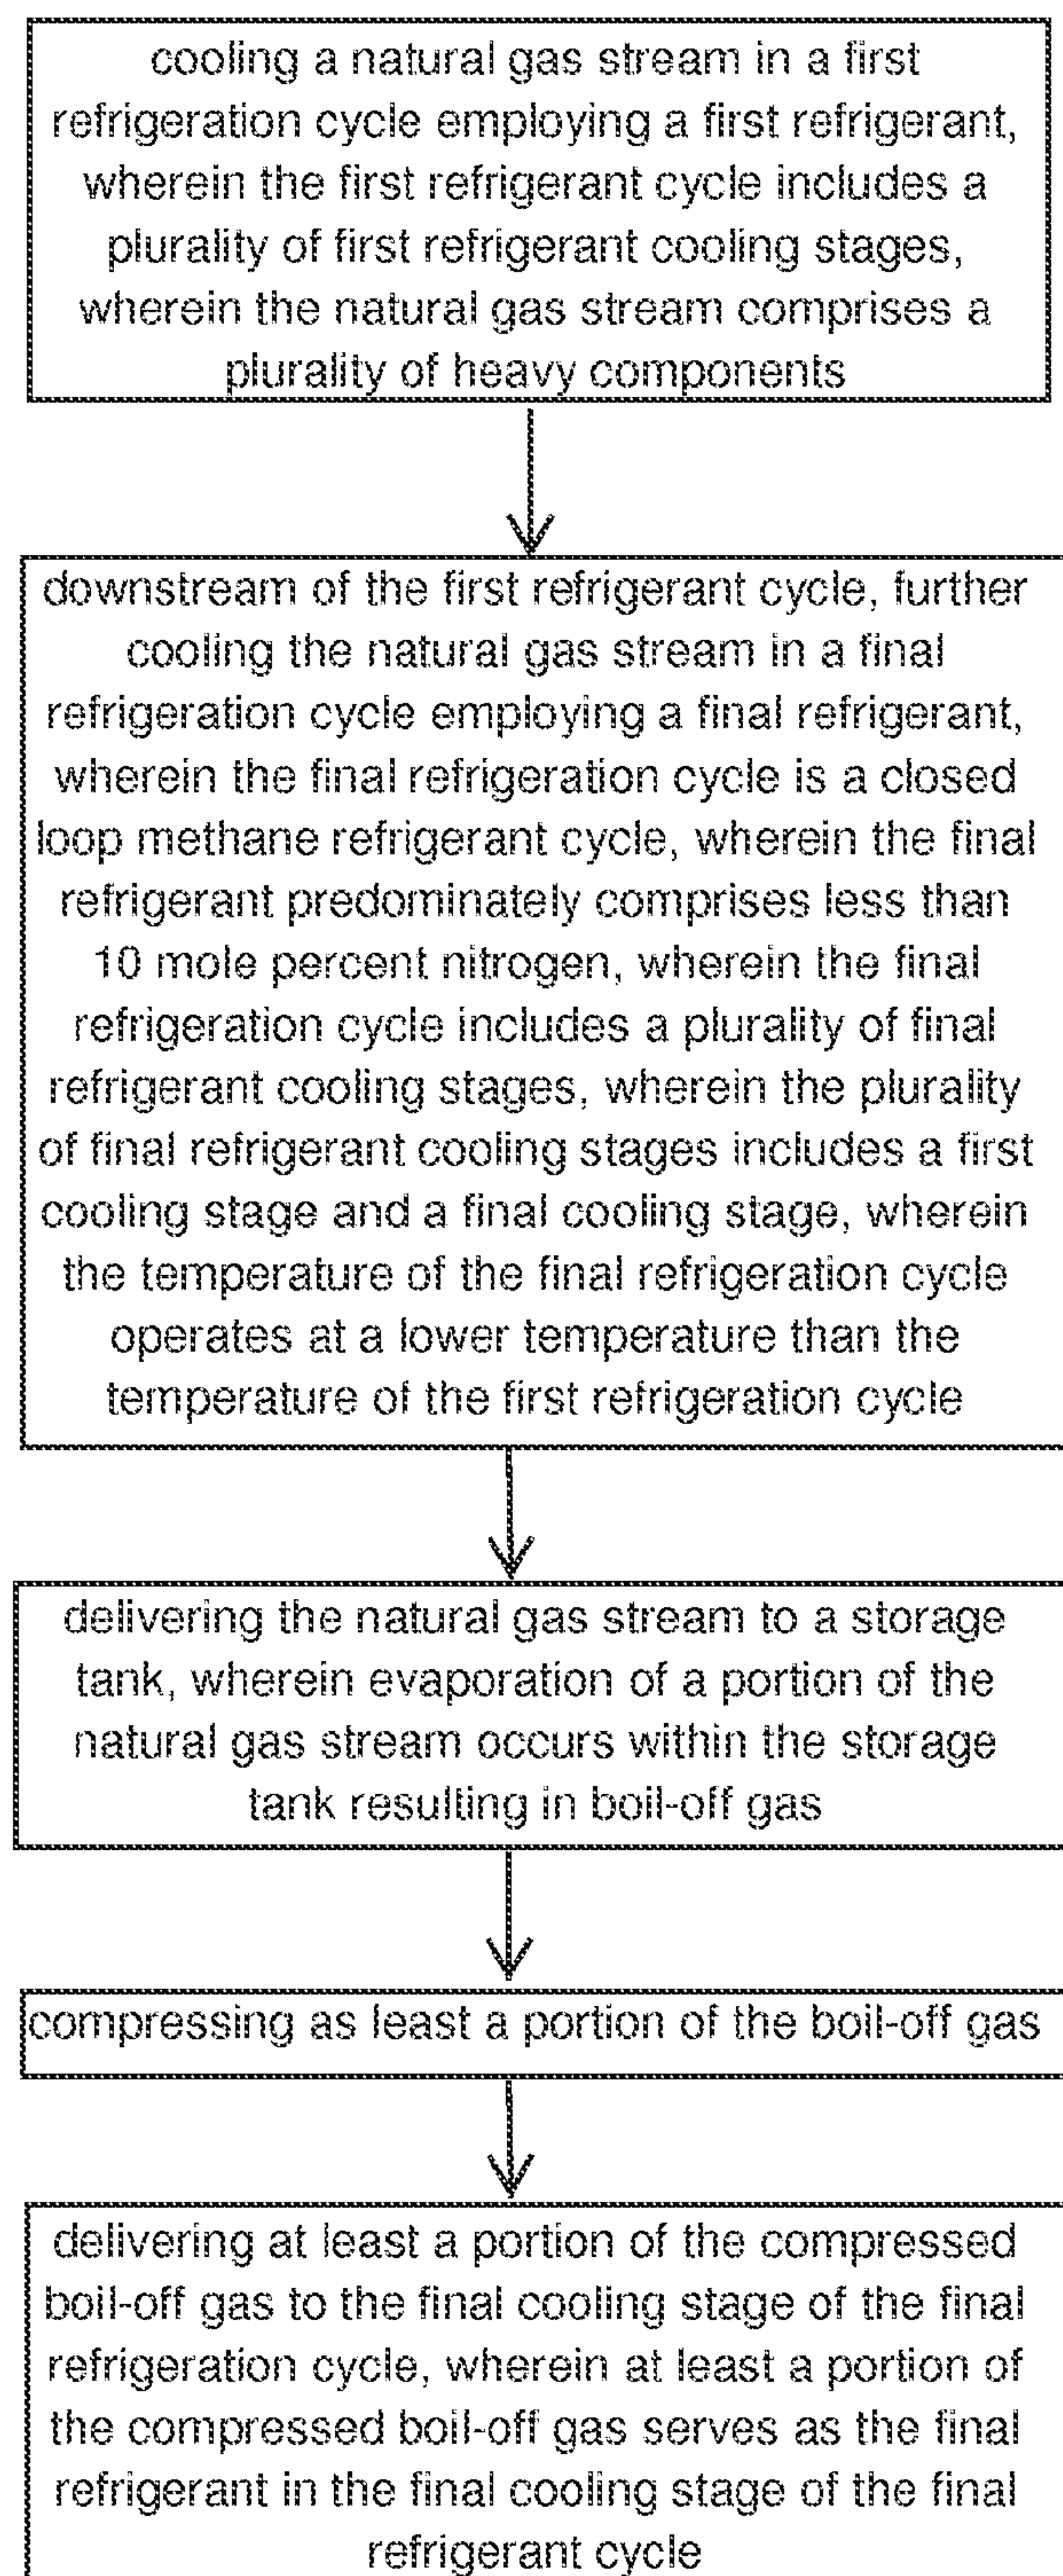 cooling a natural gas stream in a first
refrigeration cycle employing a first refrigerant,
wherein the first refrigerant cycle includes a
plurality of first refrigerant cooling stages,
wherein the natural gas stream comprises a
plurality of heavy components
downstream of the first refrigerant cycle, further
cooling the natural gas stream in a final
refrigeration cycle employing a final refrigerant,
wherein the final refrigeration cycle is a closed
loop methane refrigerant cycle, wherein the final
refrigerant predominately comprises less than
10 mole percent nitrogen, wherein the final
refrigeration cycle includes a plurality of final
refrigerant cooling stages, wherein the plurality
of final refrigerant cooling stages includes a first
cooling stage and a final cooling stage, wherein
the temperature of the final refrigeration cycle
operates at a lower temperature than the
temperature of the first refrigeration cycle
delivering the natural gas stream to a storage
tank, wherein evaporation of a portion of the
natural gas stream occurs within the storage
tank resulting in boil-off gas
compressing as least a portion of the boil-off gas
delivering at least a portion of the compressed
boil-off gas to the final cooling stage of the final
refrigeration cycle, wherein at least a portion of
the compressed boil-off gas serves as the final
refrigerant in the final cooling stage of the final
refrigerant cycle